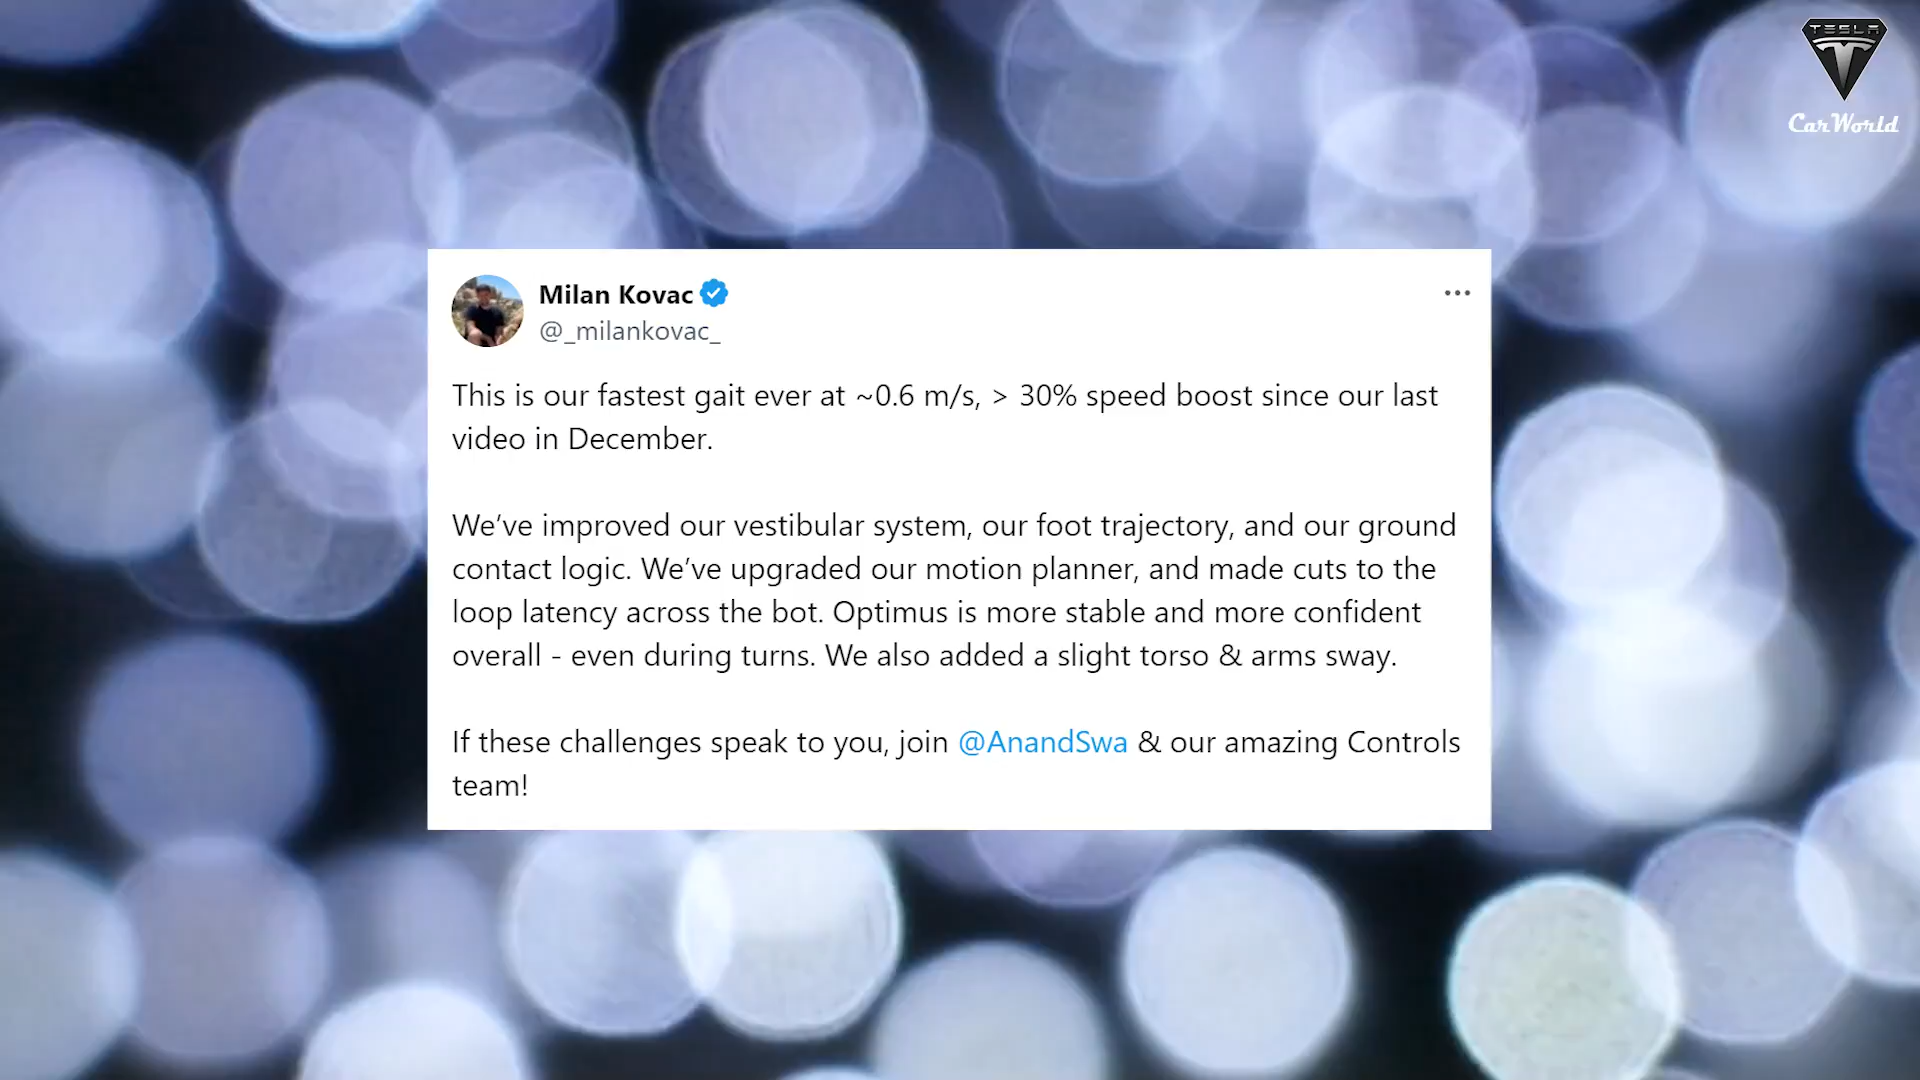 TESLA
CarWorld
Milan Kovac
@_milankovac_
This is our fastest gait ever at ~0.6 m/s, > 30% speed boost since our last
video in December.
We’ve improved our vestibular system, our foot trajectory, and our ground
contact logic. We’ve upgraded our motion planner, and made cuts to the
loop latency across the bot. Optimus is more stable and more confident
overall - even during turns. We also added a slight torso & arms sway.
If these challenges speak to you, join @AnandSwa & our amazing Controls
team!